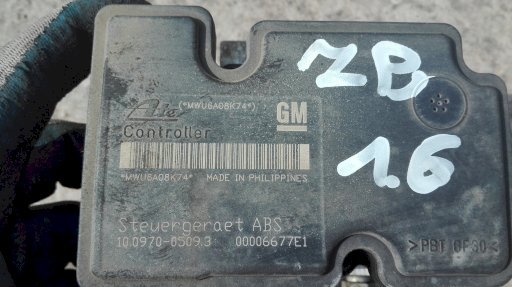 Ate (*MWU6A08K74*)
GM
Controller
*MWU6A08K74* MADE IN PHILIPPINES
Steuergeraet ABS
10.0970-0509.3 00006677E1
ZB
1.6
>PBT GF30<